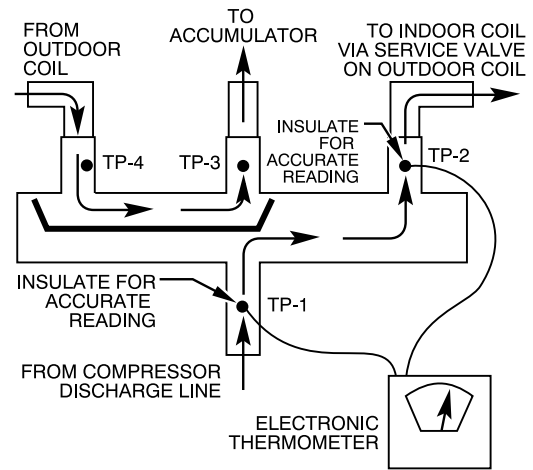 FROM
OUTDOOR
COIL
TO
ACCUMULATOR
TO INDOOR COIL
VIA SERVICE VALVE
ON OUTDOOR COIL
INSULATE
FOR
ACCURATE
READING
TP-4
TP-3
TP-2
INSULATE FOR
ACCURATE
READING
TP-1
FROM COMPRESSOR
DISCHARGE LINE
ELECTRONIC
THERMOMETER